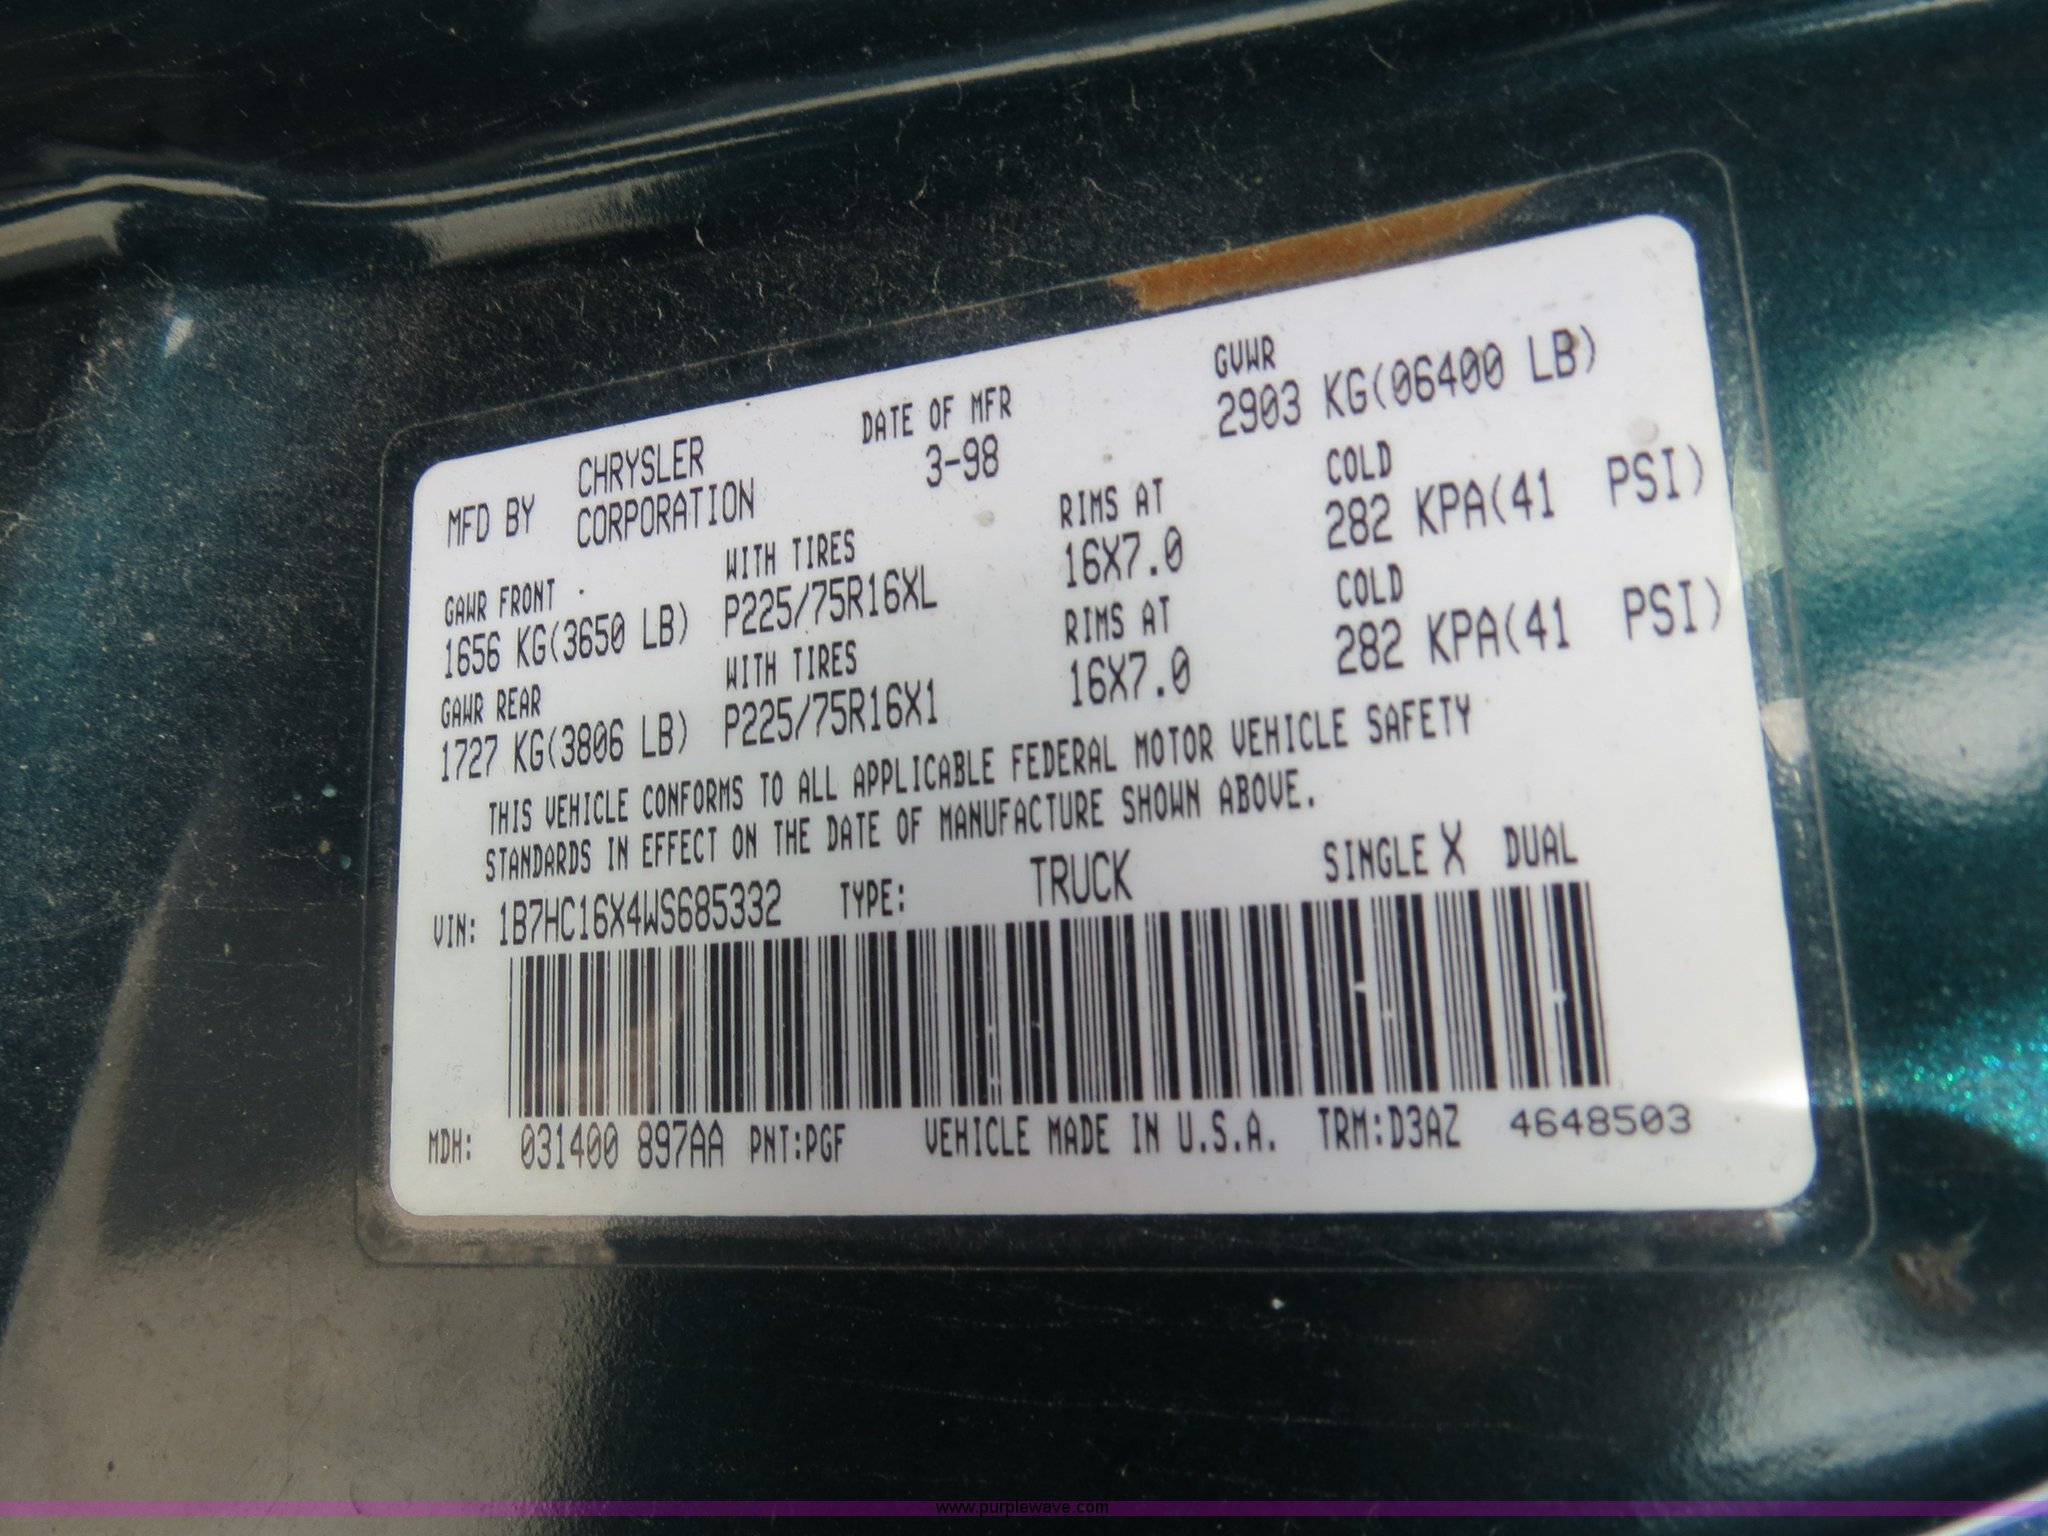 MFD BY CHRYSLER CORPORATION DATE OF MFR 3-98 GVWR 2903 KG(06400 LB)
GAWR FRONT WITH TIRES RIMS AT COLD
1656 KG(3650 LB) P225/75R16XL 16X7.0 282 KPA(41 PSI)
GAWR REAR WITH TIRES RIMS AT COLD
1727 KG(3806 LB) P225/75R16X1 16X7.0 282 KPA(41 PSI)
THIS VEHICLE CONFORMS TO ALL APPLICABLE FEDERAL MOTOR VEHICLE SAFETY
STANDARDS IN EFFECT ON THE DATE OF MANUFACTURE SHOWN ABOVE.
VIN: 1B7HC16X4WS685332 TYPE: TRUCK SINGLE X DUAL
MDH: 031400 897AA PNT:PGF VEHICLE MADE IN U.S.A. TRM:D3AZ 4648503
www.purplewave.com